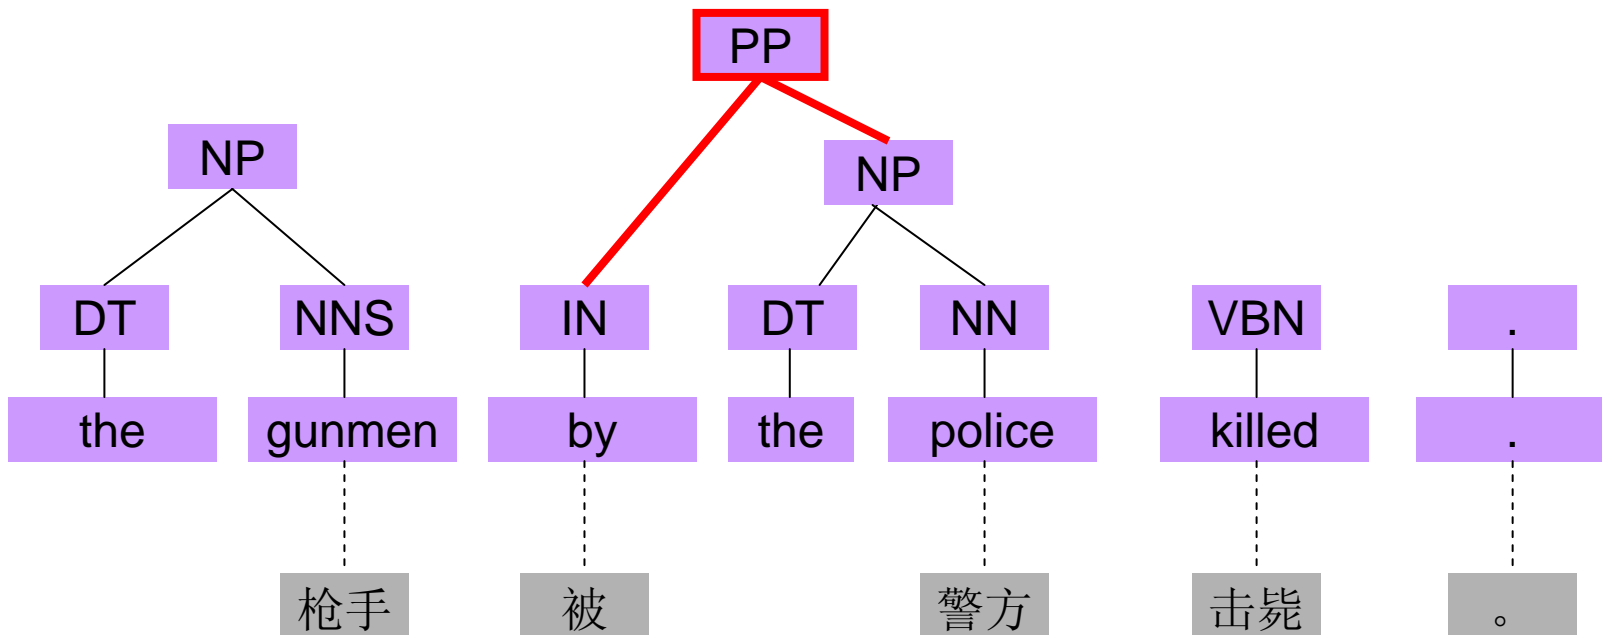 PP
NP
NP
DT NNS IN DT NN VBN .
the gunmen by the police killed .
枪手 被 警方 击毙 。